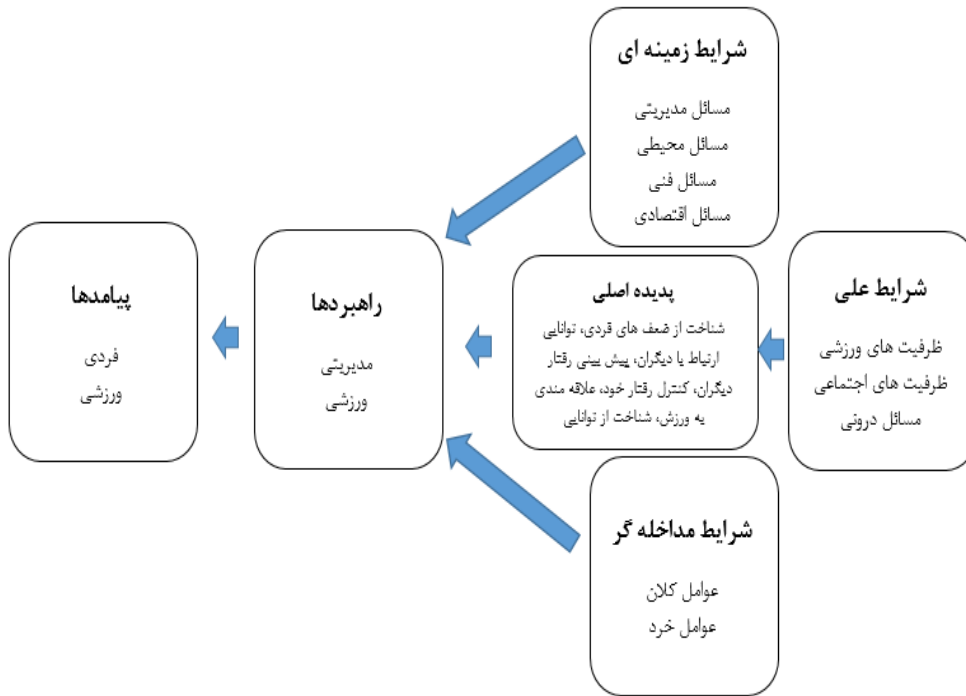 شرایط زمینه ای
مسائل مدیریتی
مسائل محیطی
مسائل فنی
مسائل اقتصادی
شرایط علی
ظرفیت های ورزشی
ظرفیت های اجتماعی
مسائل درونی
پدیده اصلی
شناخت از ضعف های فردی، توانایی
ارتباط با دیگران، پیش بینی رفتار
دیگران، کنترل رفتار خود، علاقه مندی
به ورزش، شناخت از توانایی
راهبردها
مدیریتی
ورزشی
پیامدها
فردی
ورزشی
شرایط مداخله گر
عوامل کلان
عوامل خرد